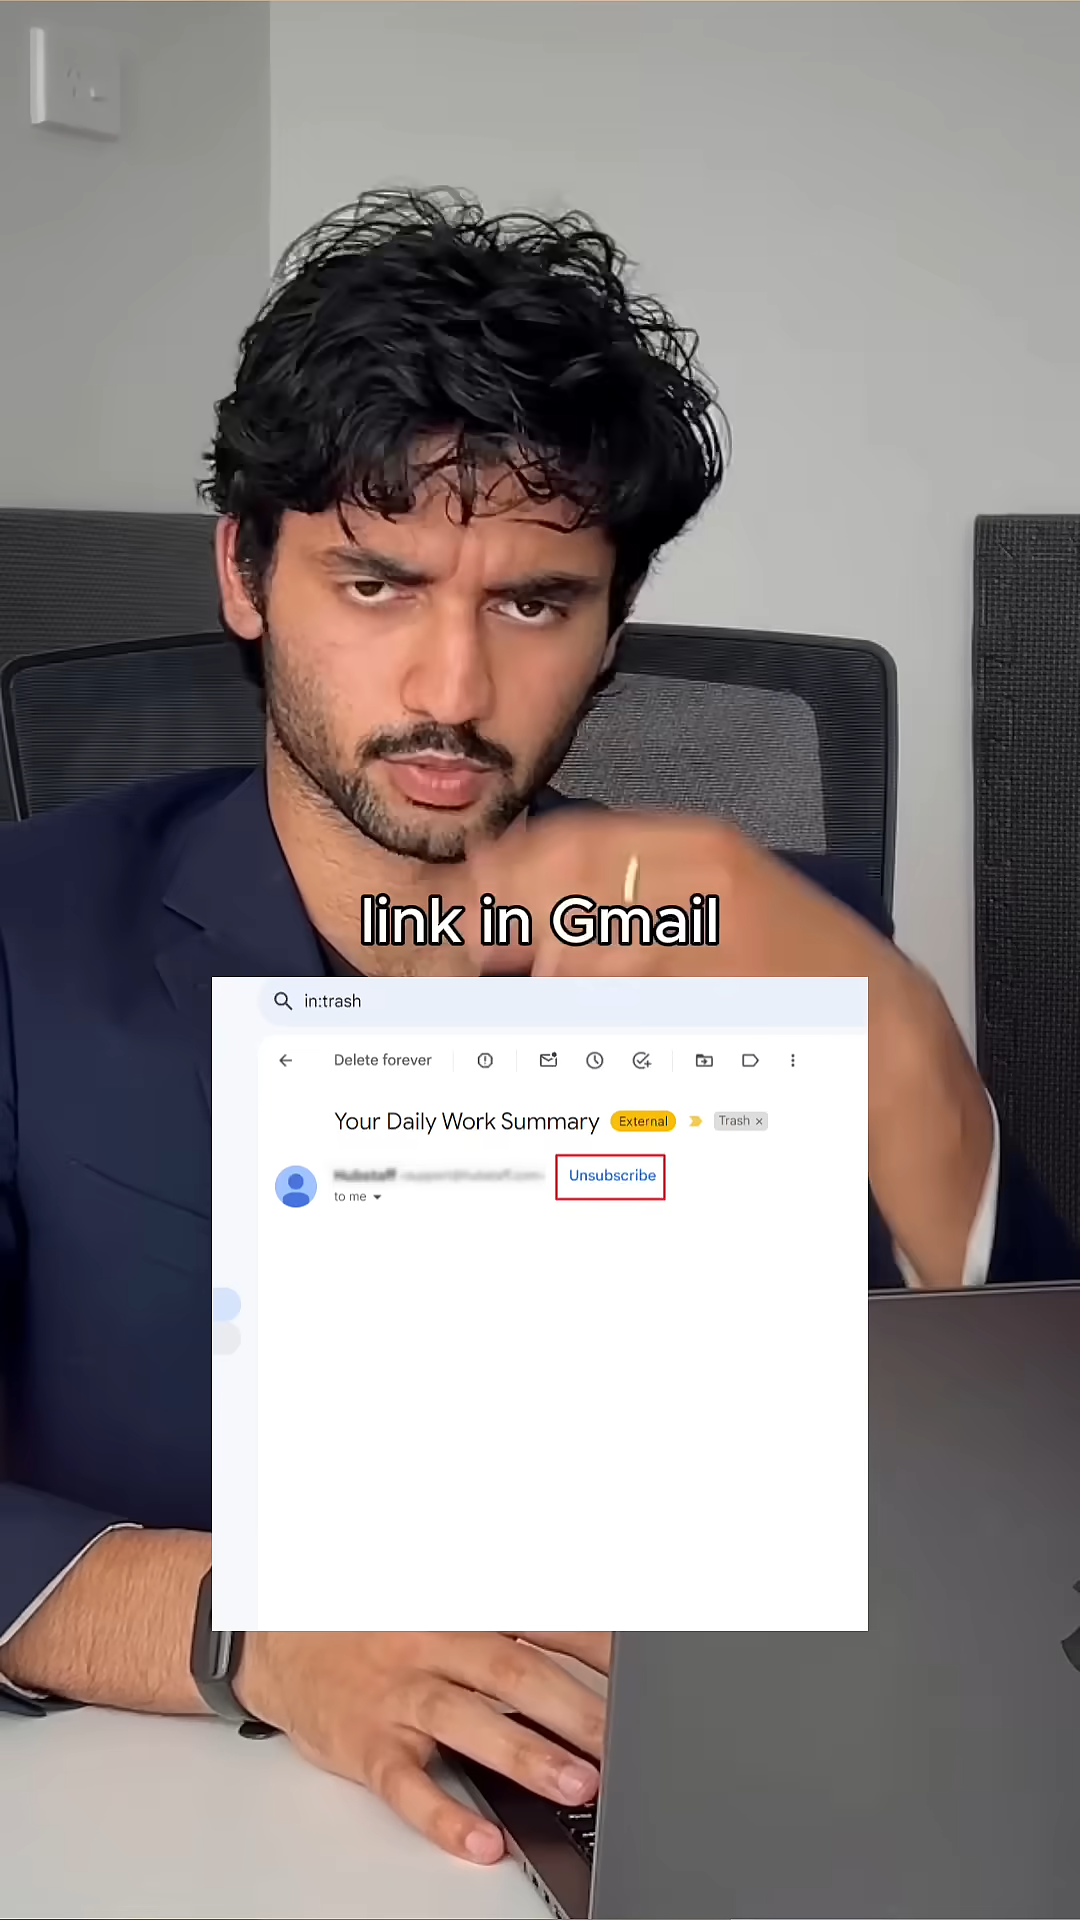 link in Gmail
in:trash
Delete forever
Your Daily Work Summary External Trash ×
Unsubscribe
to me